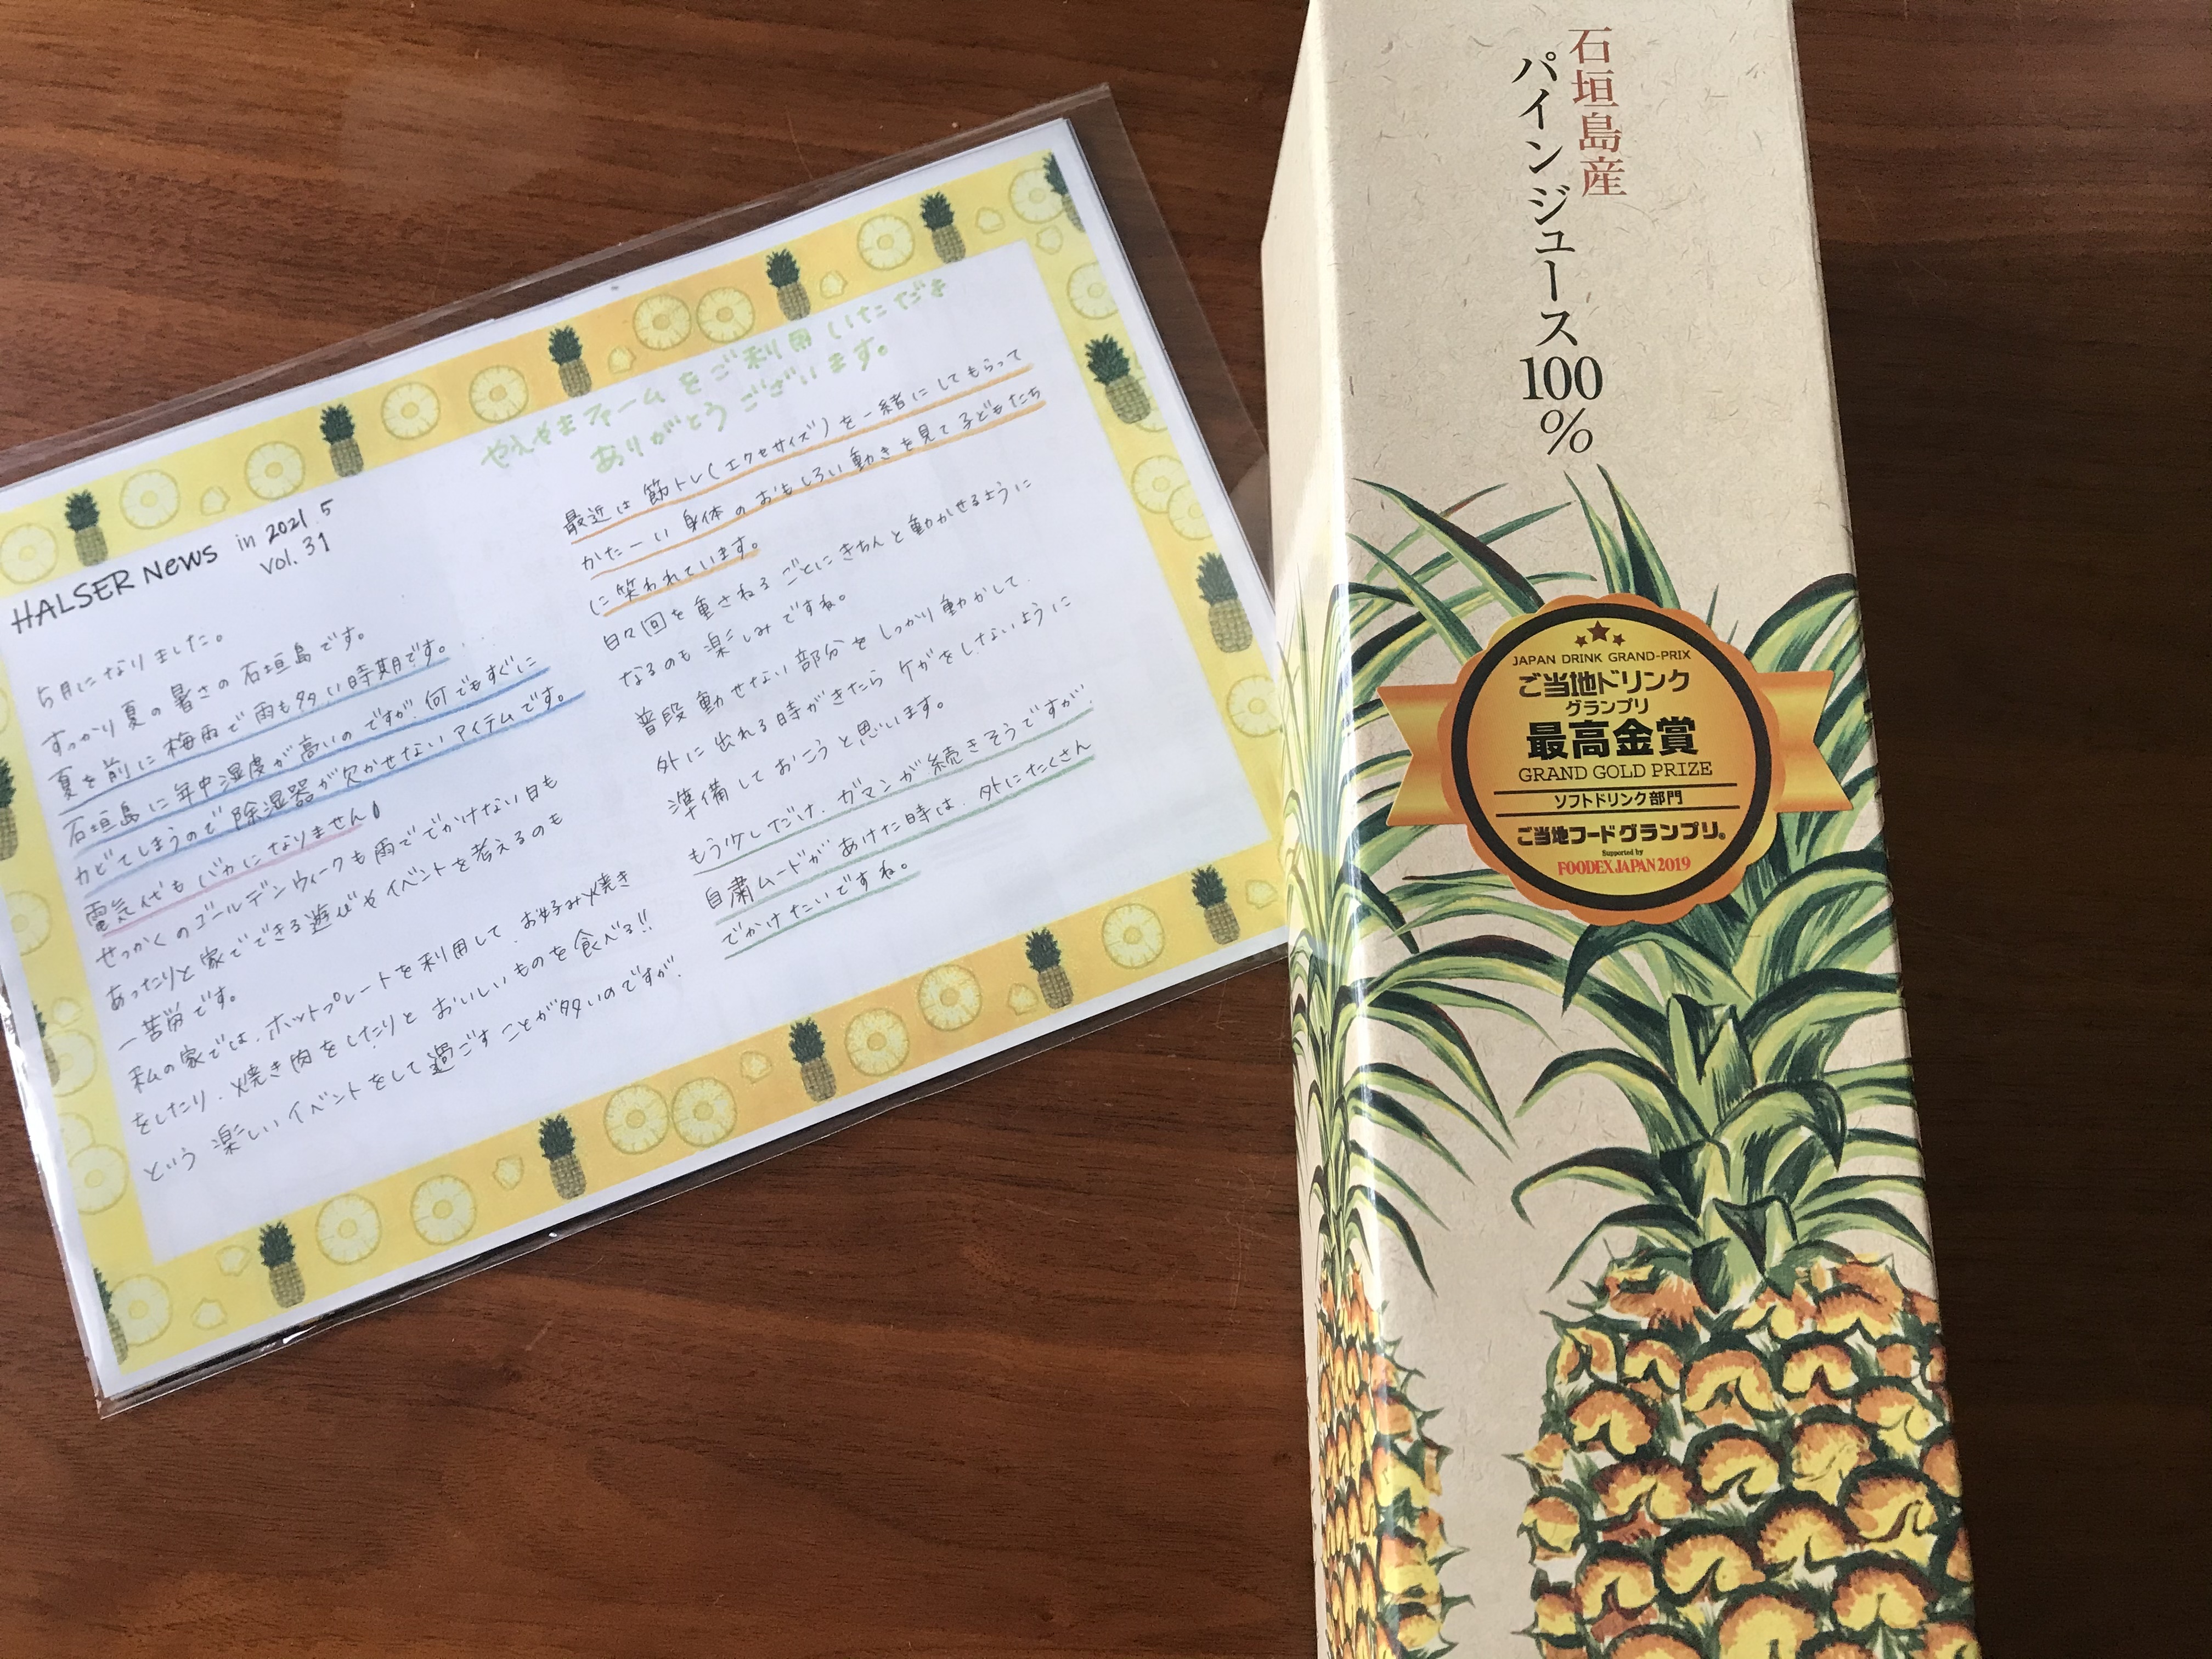 HALSER News in 2021.5
vol.31
5月になりました。
すっかり夏の暑さの石垣島です。
夏を前に梅雨で雨も多い時期です。
石垣島に年中湿度が高いのですが、何でもすぐに
カビてしまうので除湿器が欠かせないアイテムです。
電気代もバカになりません
せっかくのゴールデンウィークも雨ででかけない日も
あったりと家でできる遊びやイベントを考えるのも
一苦労です。
私の家では、ホットプレートを利用して、お好み焼き
をしたり、焼き肉をしたりとおいしいものを食べる!!
という楽しいイベントをして過ごすことが多いのですが、
やえやまファームをご利用いただき
ありがとうございます。
最近は筋トレ(エクセサイズ)を一緒にしてもらって
かたーい身体のおもしろい動きを見て子どもたち
に笑われています。
日々回を重ねるごとにきちんと動かせるように
なるのも楽しみですね。
普段動せない部分をしっかり動かして、
外に出れる時がきたらケガをしないように
準備しておこうと思います。
もう少しだけ、ガマンが続きそうですが、
自粛ムードがあけた時は、外にたくさん
でかけたいですね。
石垣島産
パインジュース100%
JAPAN DRINK GRAND-PRIX
ご当地ドリンク
グランプリ
最高金賞
GRAND GOLD PRIZE
ソフトドリンク部門
ご当地フードグランプリ®
Supported by
FOODEX JAPAN 2019